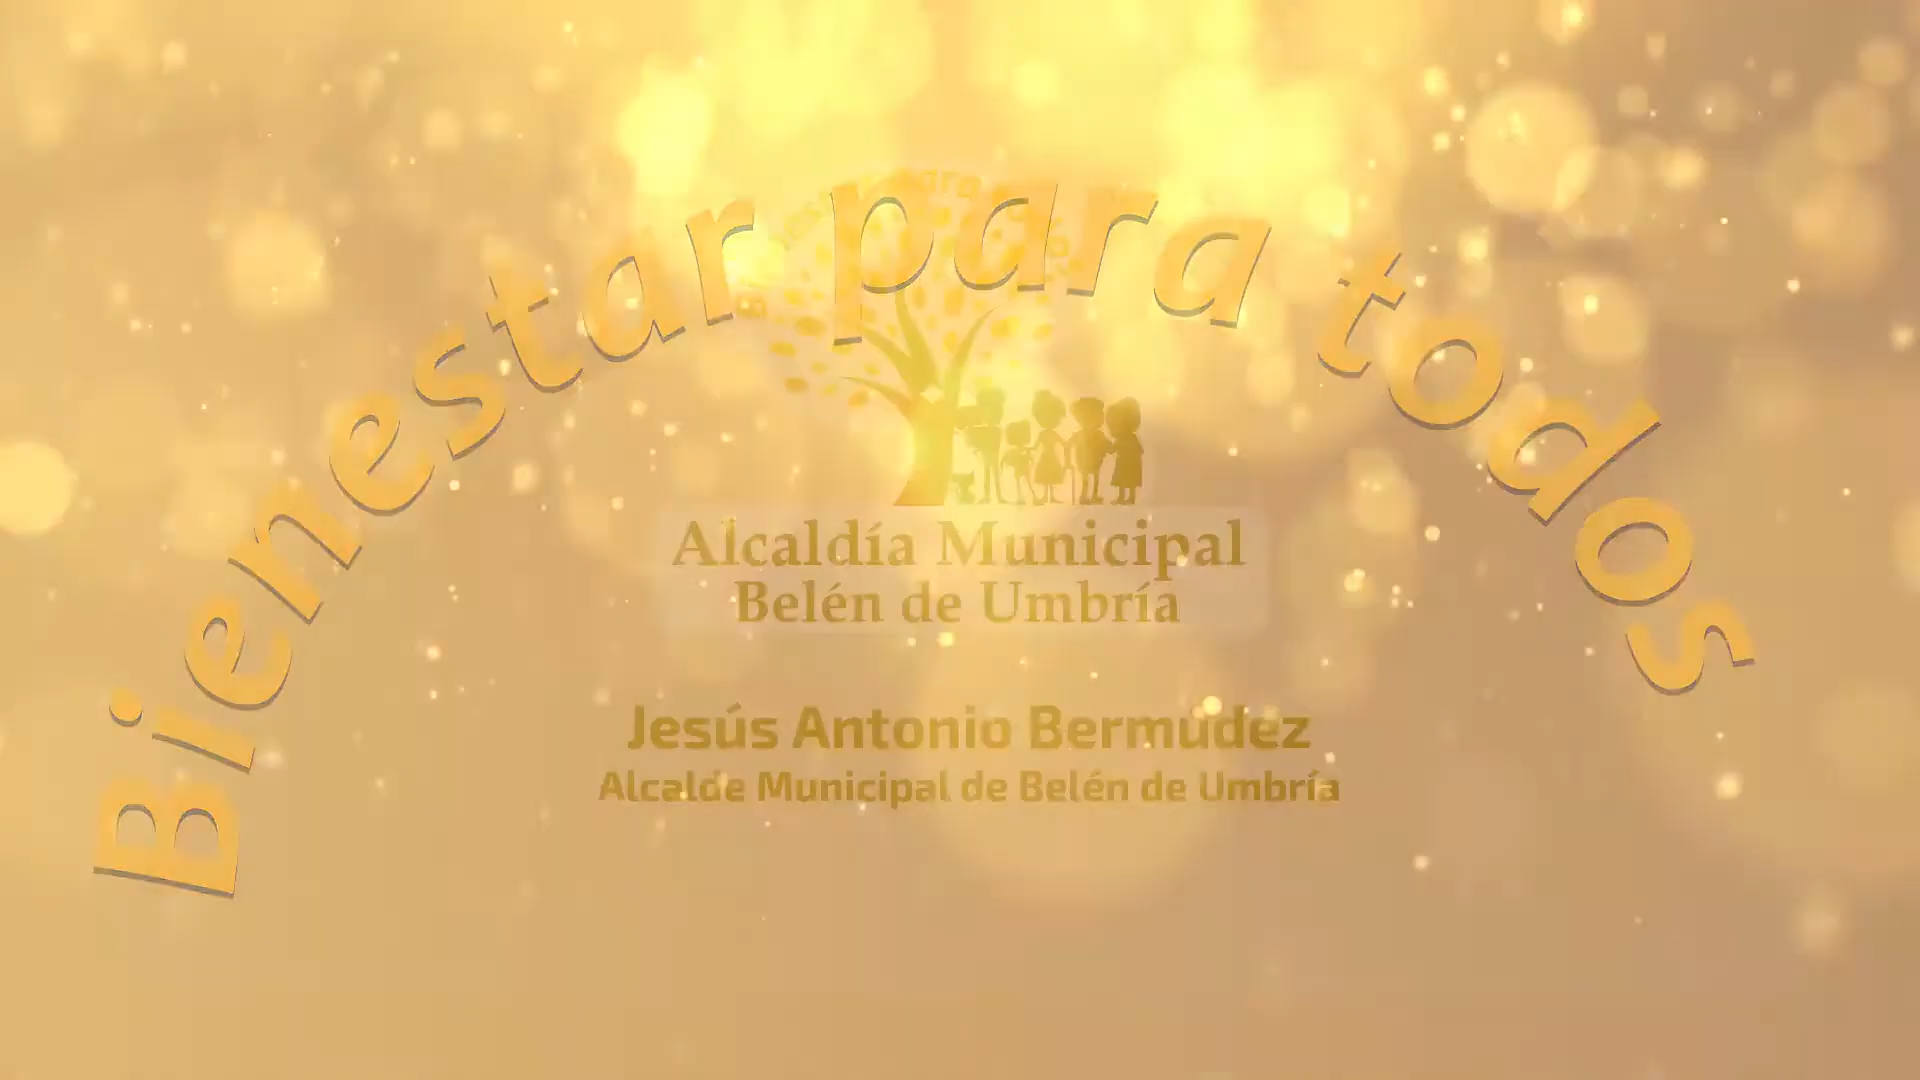 Bienestar para todos
Alcaldía Municipal
Belén de Umbría
Jesús Antonio Bermudez
Alcalde Municipal de Belén de Umbría